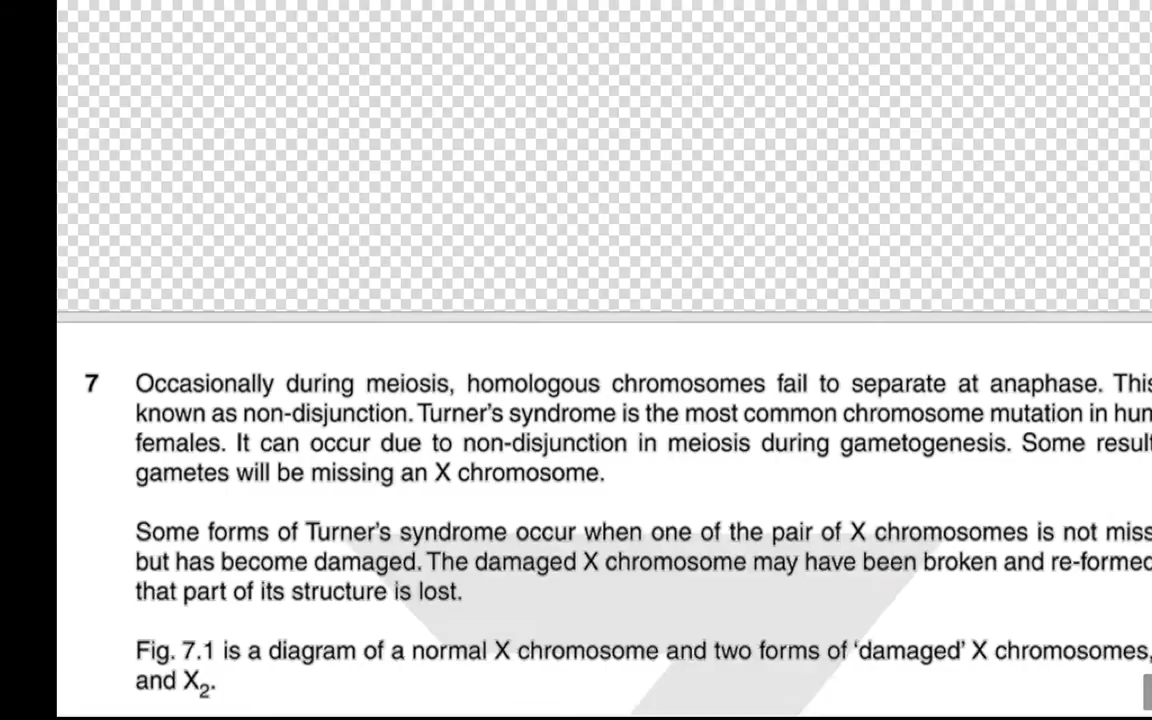 7 Occasionally during meiosis, homologous chromosomes fail to separate at anaphase. This
known as non-disjunction. Turner's syndrome is the most common chromosome mutation in hum
females. It can occur due to non-disjunction in meiosis during gametogenesis. Some result
gametes will be missing an X chromosome.
Some forms of Turner's syndrome occur when one of the pair of X chromosomes is not miss
but has become damaged. The damaged X chromosome may have been broken and re-formed
that part of its structure is lost.
Fig. 7.1 is a diagram of a normal X chromosome and two forms of ‘damaged’ X chromosomes,
and X₂.